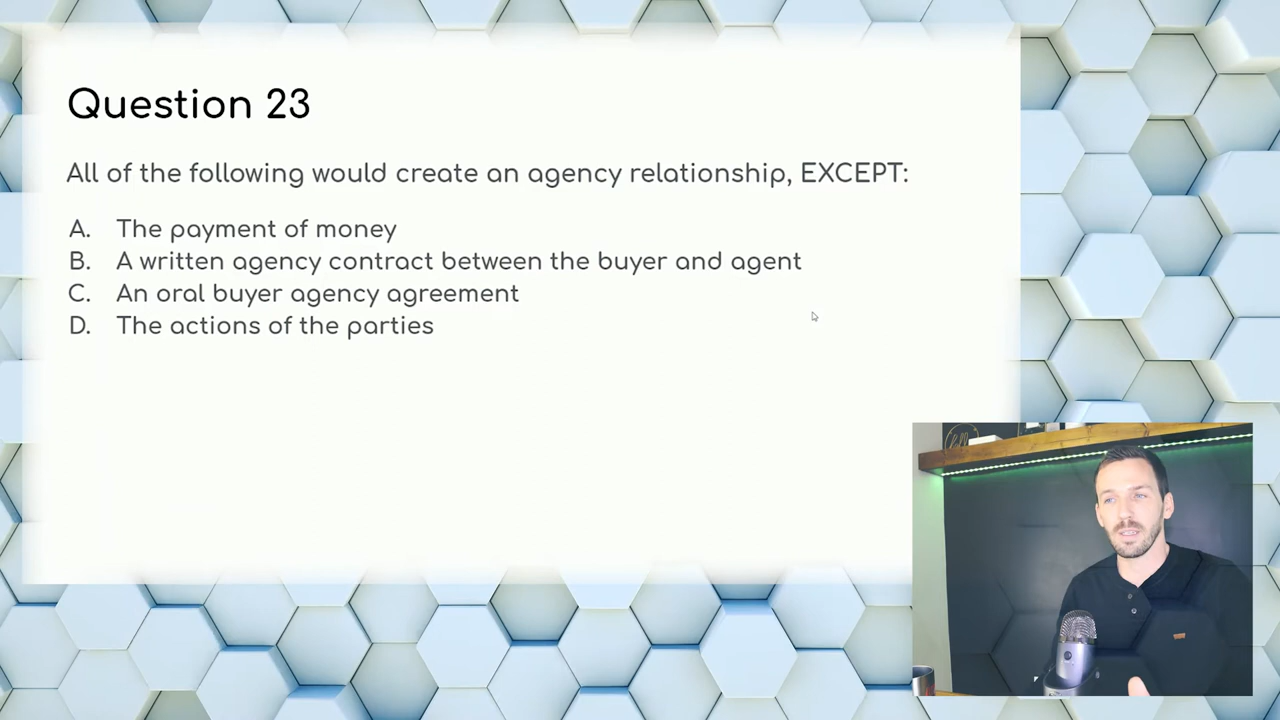 Question 23
All of the following would create an agency relationship, EXCEPT:
A. The payment of money
B. A written agency contract between the buyer and agent
C. An oral buyer agency agreement
D. The actions of the parties